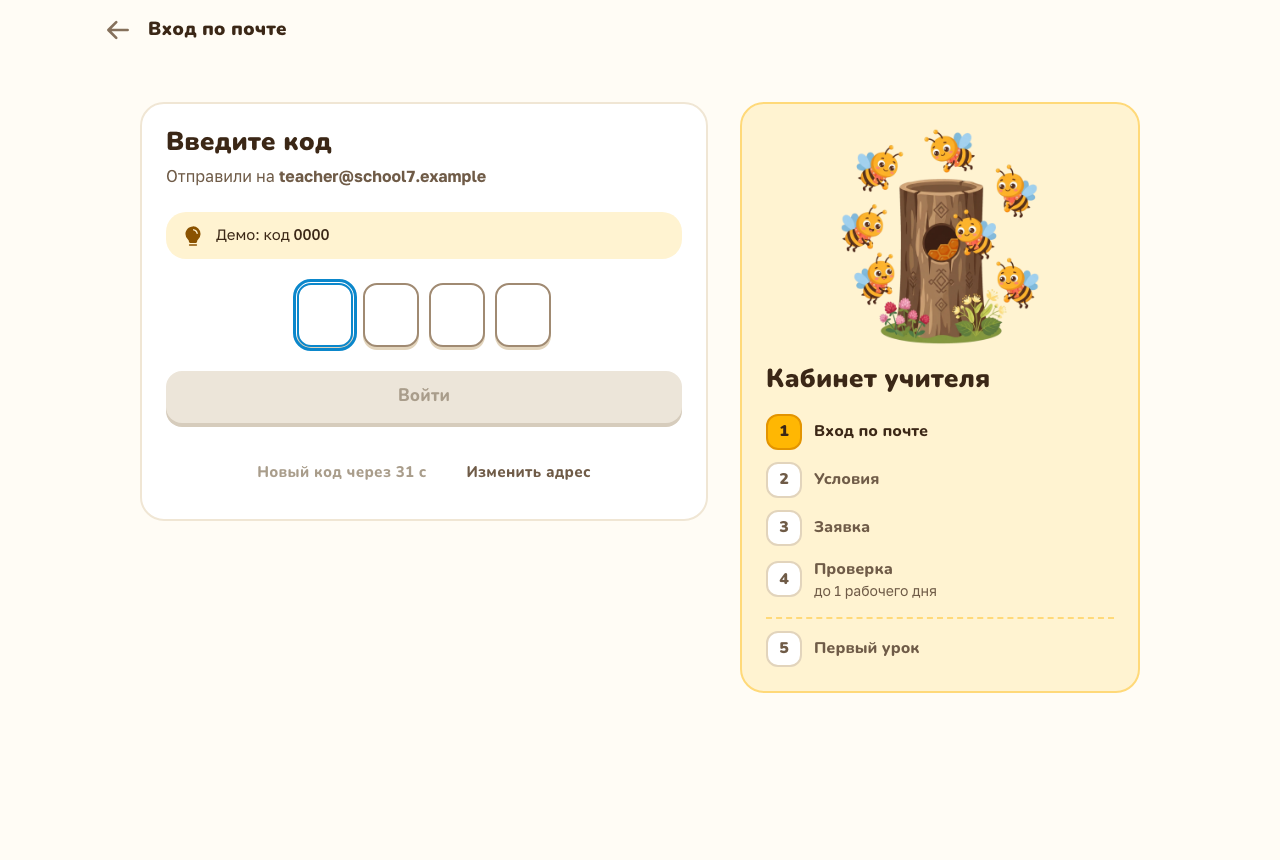 Вход по почте
Введите код
Отправили на teacher@school7.example
Демо: код 0000
Войти
Новый код через 31 с
Изменить адрес
Кабинет учителя
1 Вход по почте
2 Условия
3 Заявка
4 Проверка
до 1 рабочего дня
5 Первый урок